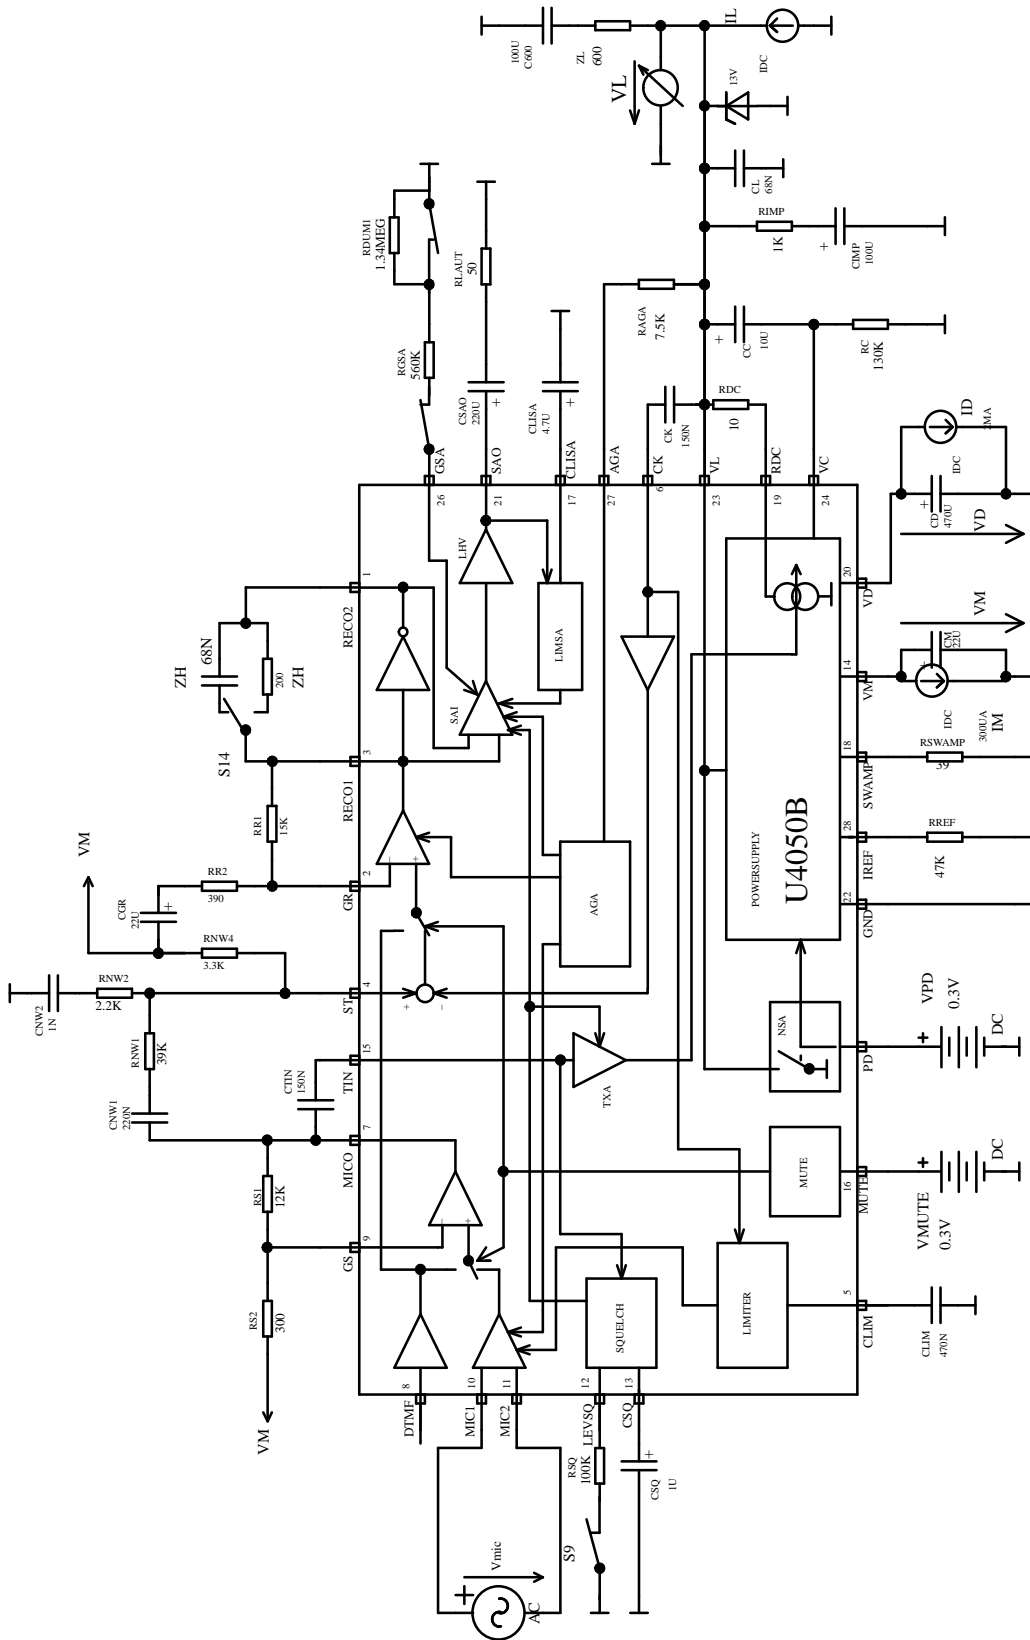 100U
C600
ZL
600
VL
IL
IDC
13V
CL
68N
RIMP
1K
+
CIMP
100U
RDUM1
1.34MEG
RLAUT
50
RGSA
560K
CSAO
220U
+
CLISA
4.7U
+
RAGA
7.5K
+
CC
10U
RC
130K
CK
150N
RDC
10
ID
2MA
IDC
+
CD
470U
VD
GSA
SAO
CLISA
AGA
CK
VL
RDC
VC
26
21
17
27
6
23
19
24
ZH
68N
200
ZH
S14
1
RECO2
LHV
LIMSA
SAI
20
VD
14
VM
VM
CM
22U
+
IDC
300UA
IM
18
SWAMP
RSWAMP
39
28
IREF
RREF
47K
22
GND
POWERSUPPLY
U4050B
3
RECO1
RR1
15K
VM
RR2
390
CGR
22U
+
2
GR
−
+
AGA
RNW4
3.3K
RNW2
2.2K
CNW2
1N
4
ST
+
−
RNW1
39K
CNW1
220N
CTIN
150N
15
TIN
TXA
NSA
PD
VPD
+
0.3V
DC
7
MICO
RS1
12K
9
GS
−
+
RS2
300
VM
MUTE
16
MUTE
VMUTE
+
0.3V
DC
SQUELCH
LIMITER
5
CLIM
CLIM
470N
8
10
11
12
13
DTMF
MIC1
MIC2
LEVSQ
CSQ
RSQ
100K
+
CSQ
1U
S9
Vmic
+
AC